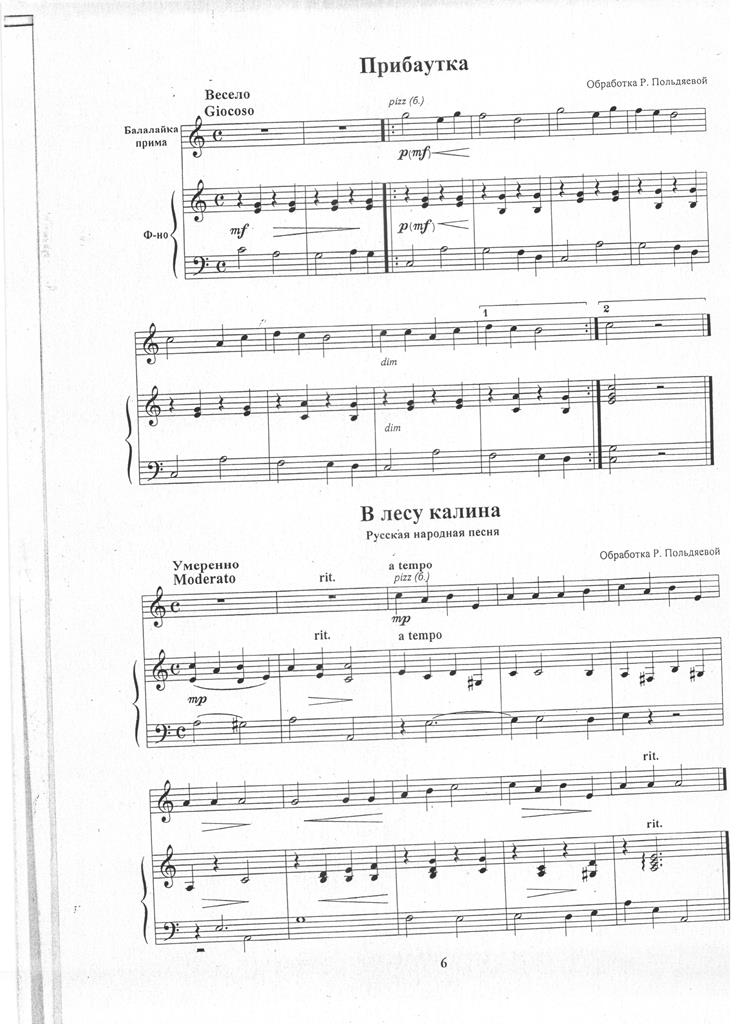 Прибаутка
Обработка Р. Польдяевой
Весело
Giocoso
pizz (б.)
Балалайка
прима
p(mf)
Ф-но
mf
p(mf)
1
2
dim
dim
В лесу калина
Русская народная песня
Обработка Р. Польдяевой
Умеренно
Moderato
rit.
a tempo
pizz (б.)
mp
rit.
a tempo
mp
rit.
rit.
6